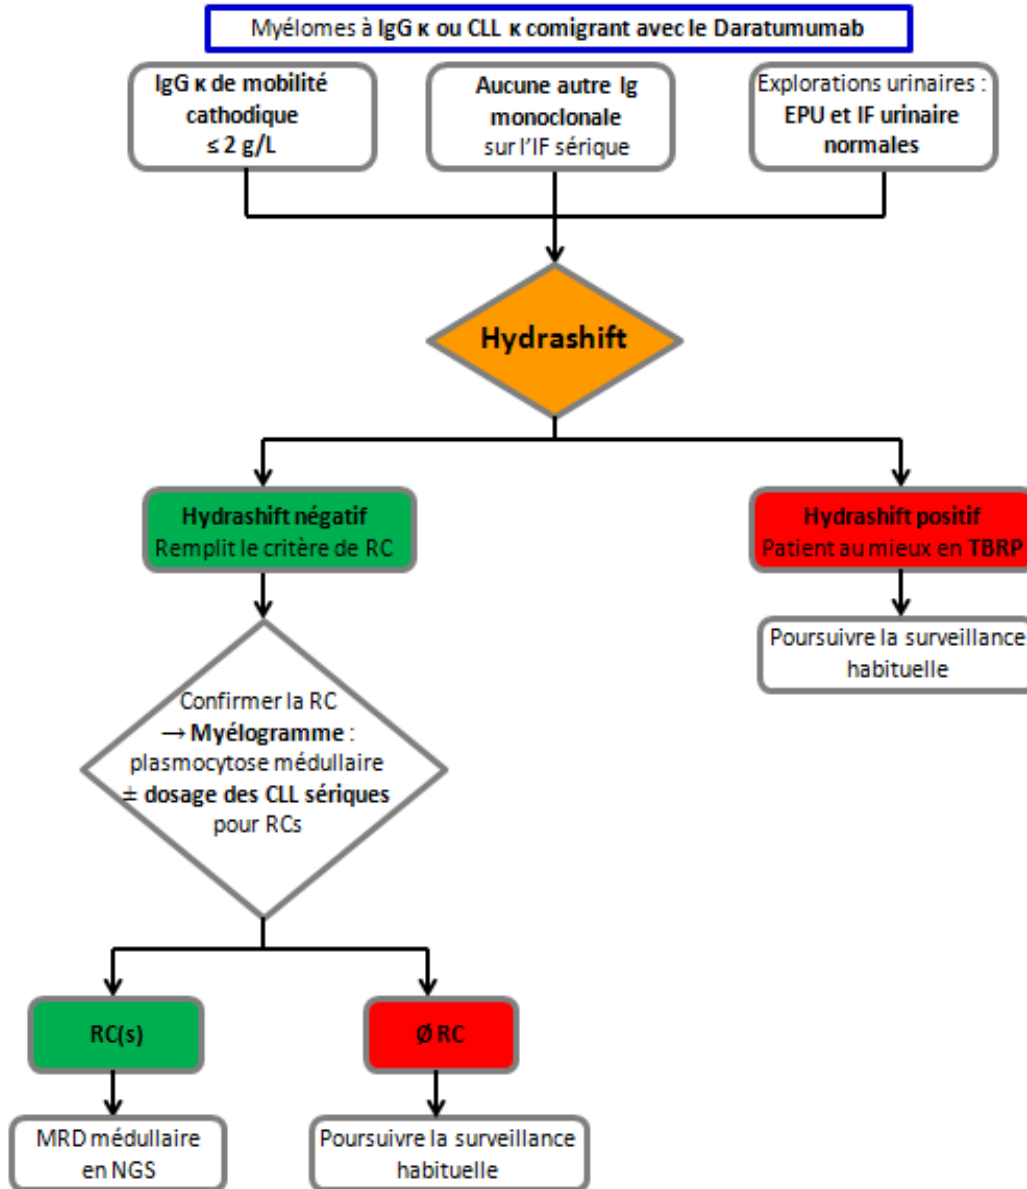 Myélomes à IgG κ ou CLL κ comigrant avec le Daratumumab
IgG κ de mobilité
cathodique
≤ 2 g/L
Aucune autre Ig
monoclonale
sur l'IF sérique
Explorations urinaires :
EPU et IF urinaire
normales
Hydrashift
Hydrashift négatif
Remplit le critère de RC
Hydrashift positif
Patient au mieux en TBRP
Poursuivre la surveillance
habituelle
Confirmer la RC
→ Myélogramme :
plasmocytose médullaire
± dosage des CLL sériques
pour RCs
RC(s)
Ø RC
MRD médullaire
en NGS
Poursuivre la surveillance
habituelle